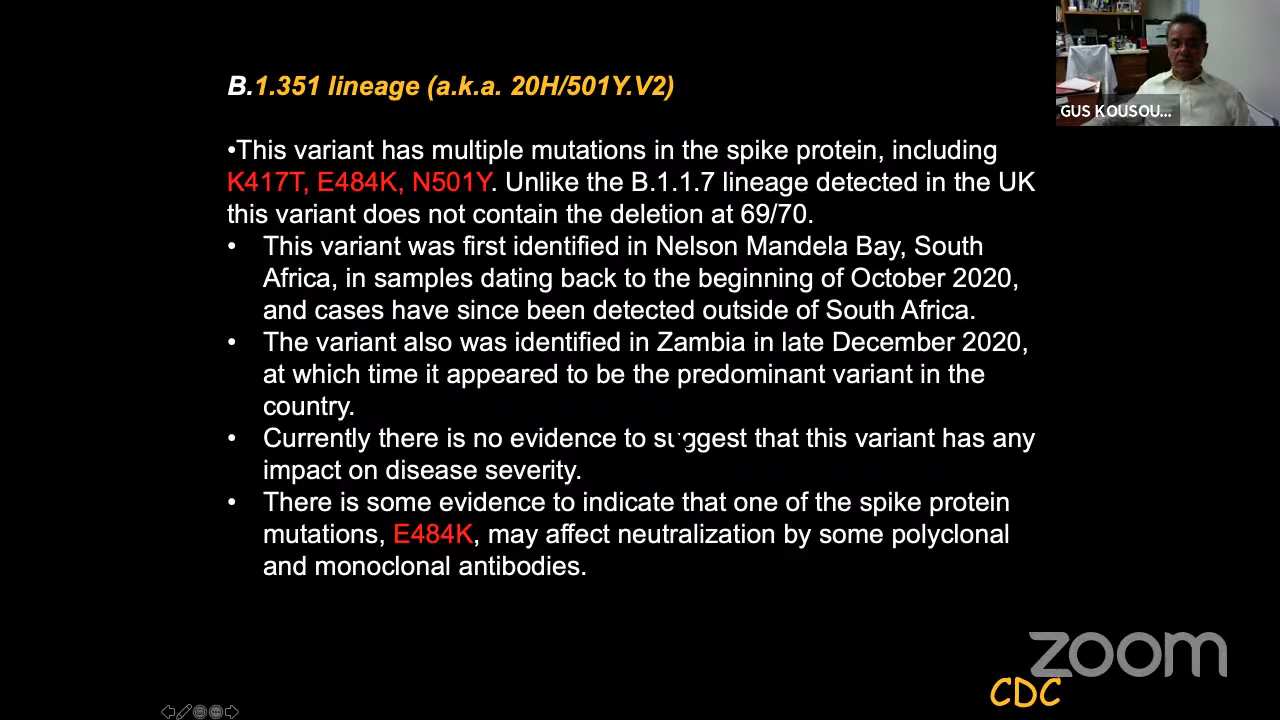 B.1.351 lineage (a.k.a. 20H/501Y.V2)
•This variant has multiple mutations in the spike protein, including
K417T, E484K, N501Y. Unlike the B.1.1.7 lineage detected in the UK
this variant does not contain the deletion at 69/70.
• This variant was first identified in Nelson Mandela Bay, South
Africa, in samples dating back to the beginning of October 2020,
and cases have since been detected outside of South Africa.
• The variant also was identified in Zambia in late December 2020,
at which time it appeared to be the predominant variant in the
country.
• Currently there is no evidence to suggest that this variant has any
impact on disease severity.
• There is some evidence to indicate that one of the spike protein
mutations, E484K, may affect neutralization by some polyclonal
and monoclonal antibodies.
GUS KOUSOU...
zoom
CDC